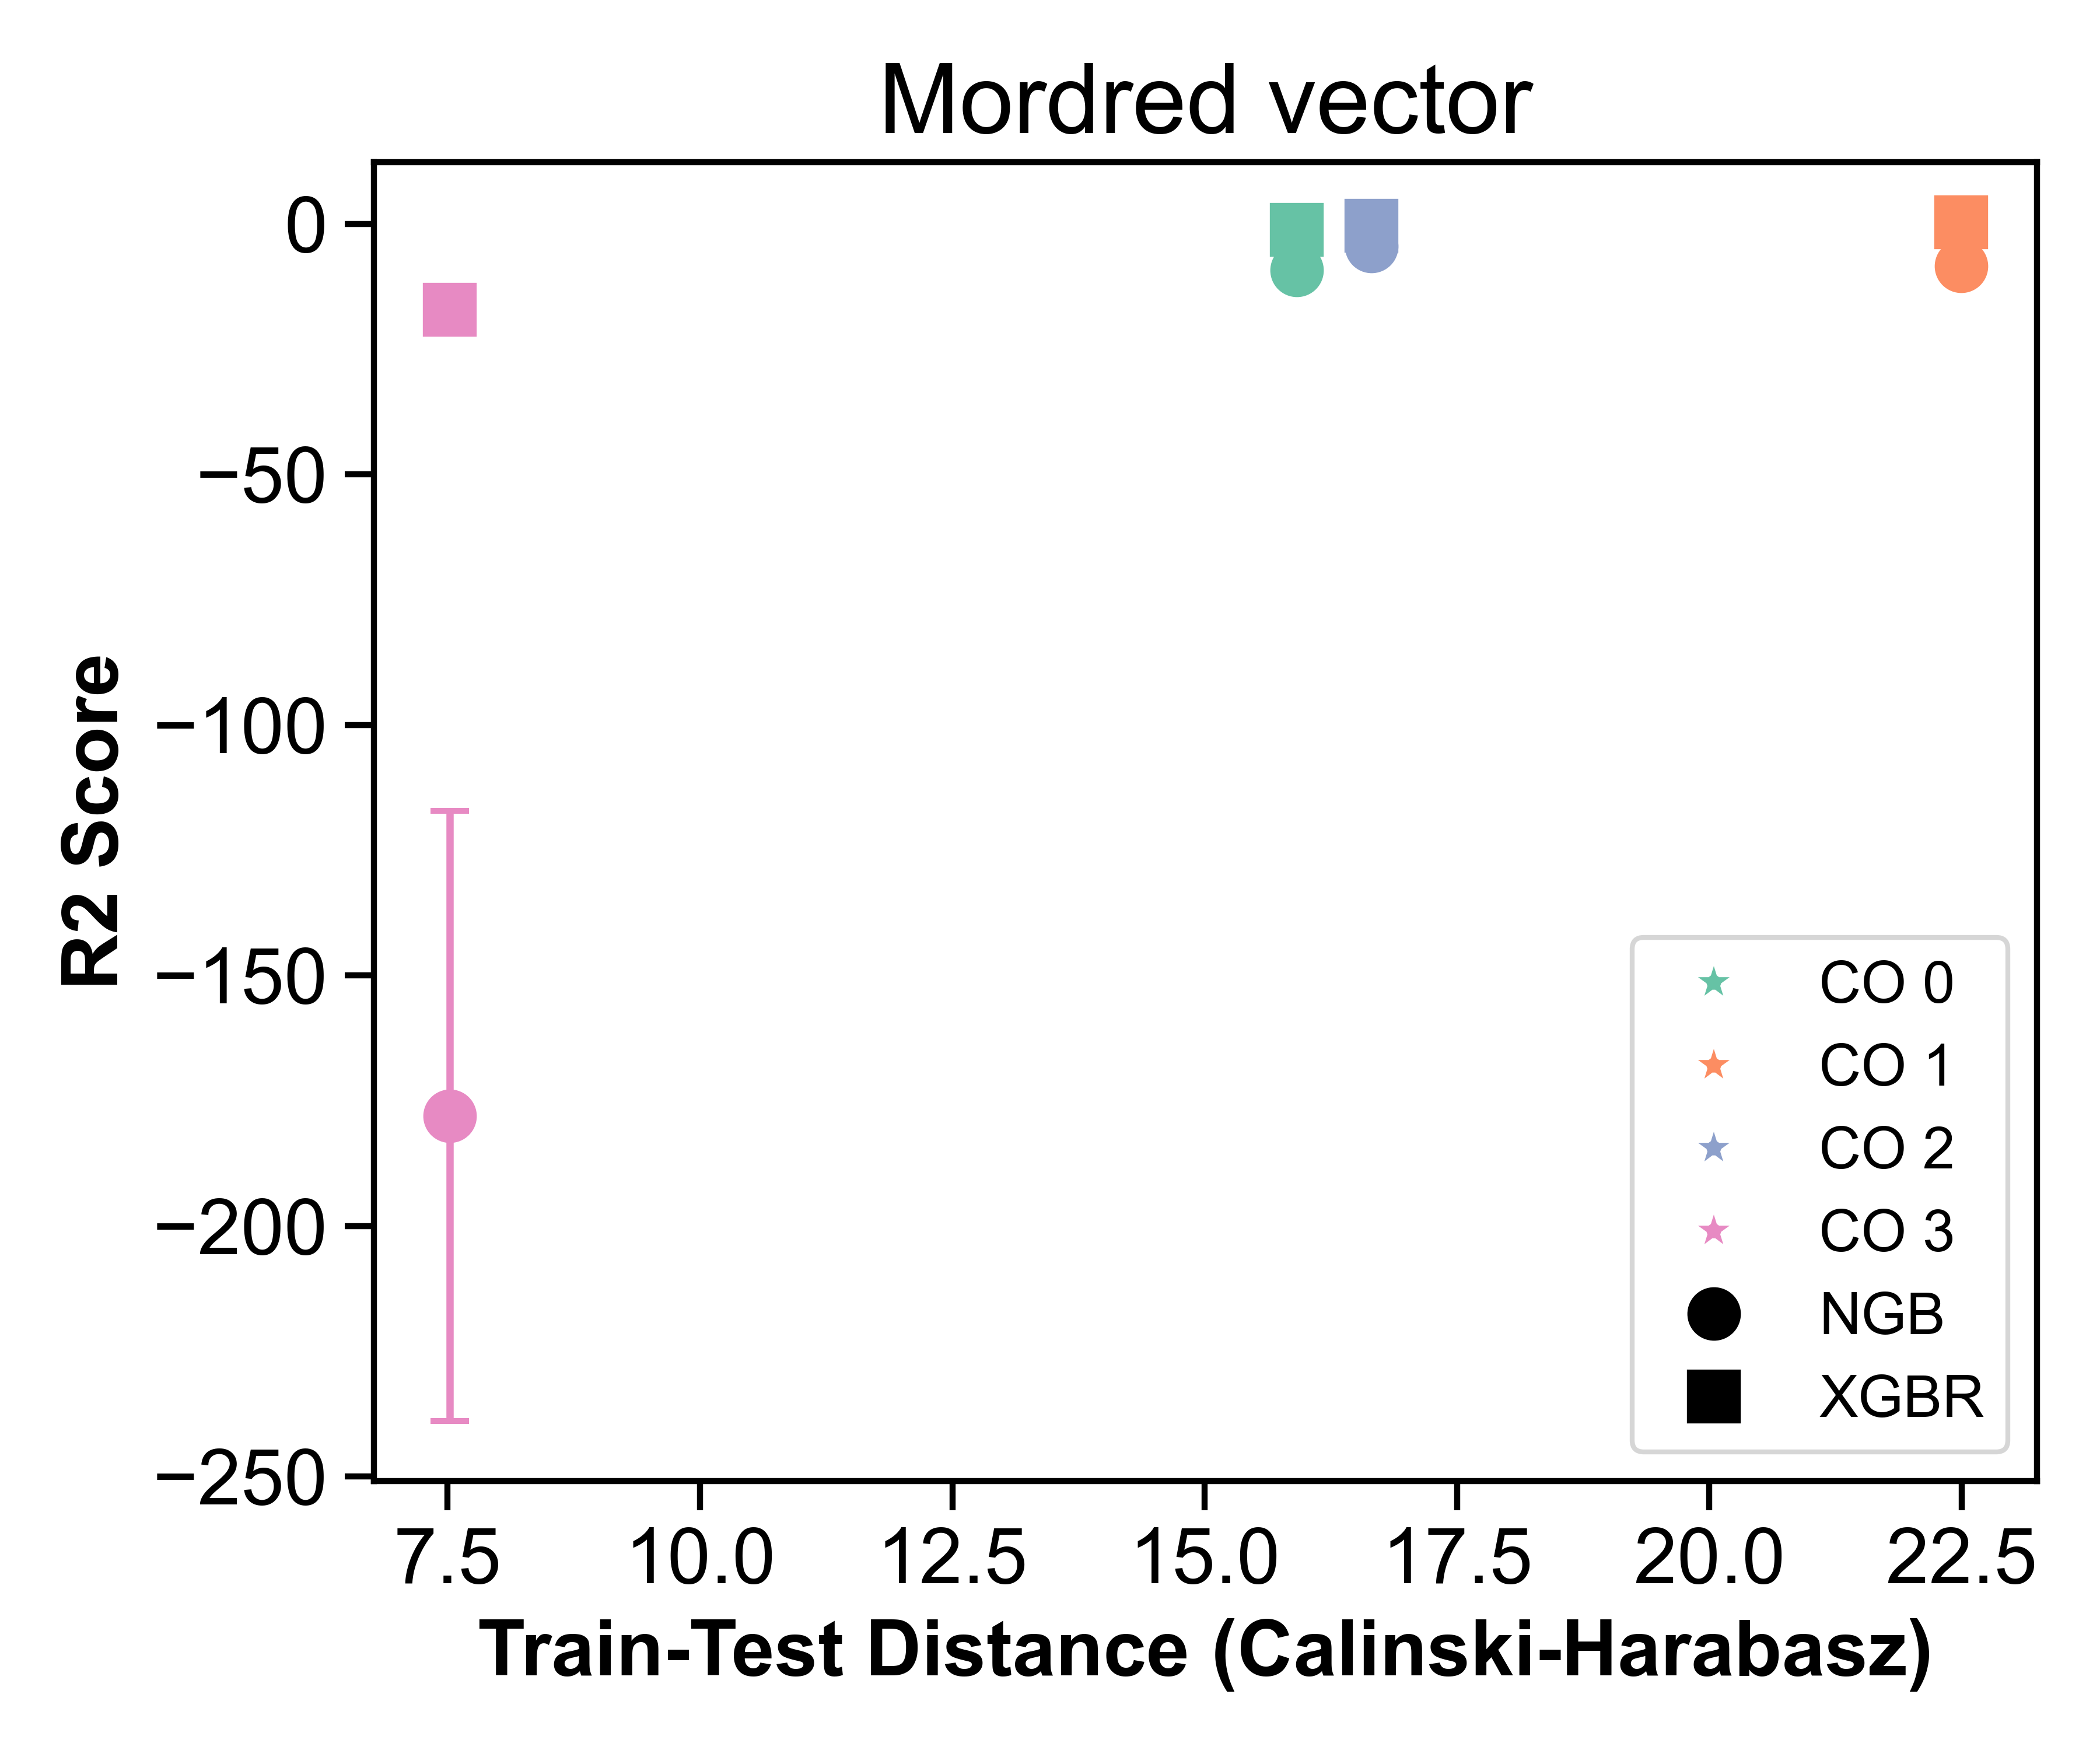 Mordred vector
0
−50
−100
−150
−200
−250
R2 Score
CO 0
CO 1
CO 2
CO 3
NGB
XGBR
7.5 10.0 12.5 15.0 17.5 20.0 22.5
Train-Test Distance (Calinski-Harabasz)